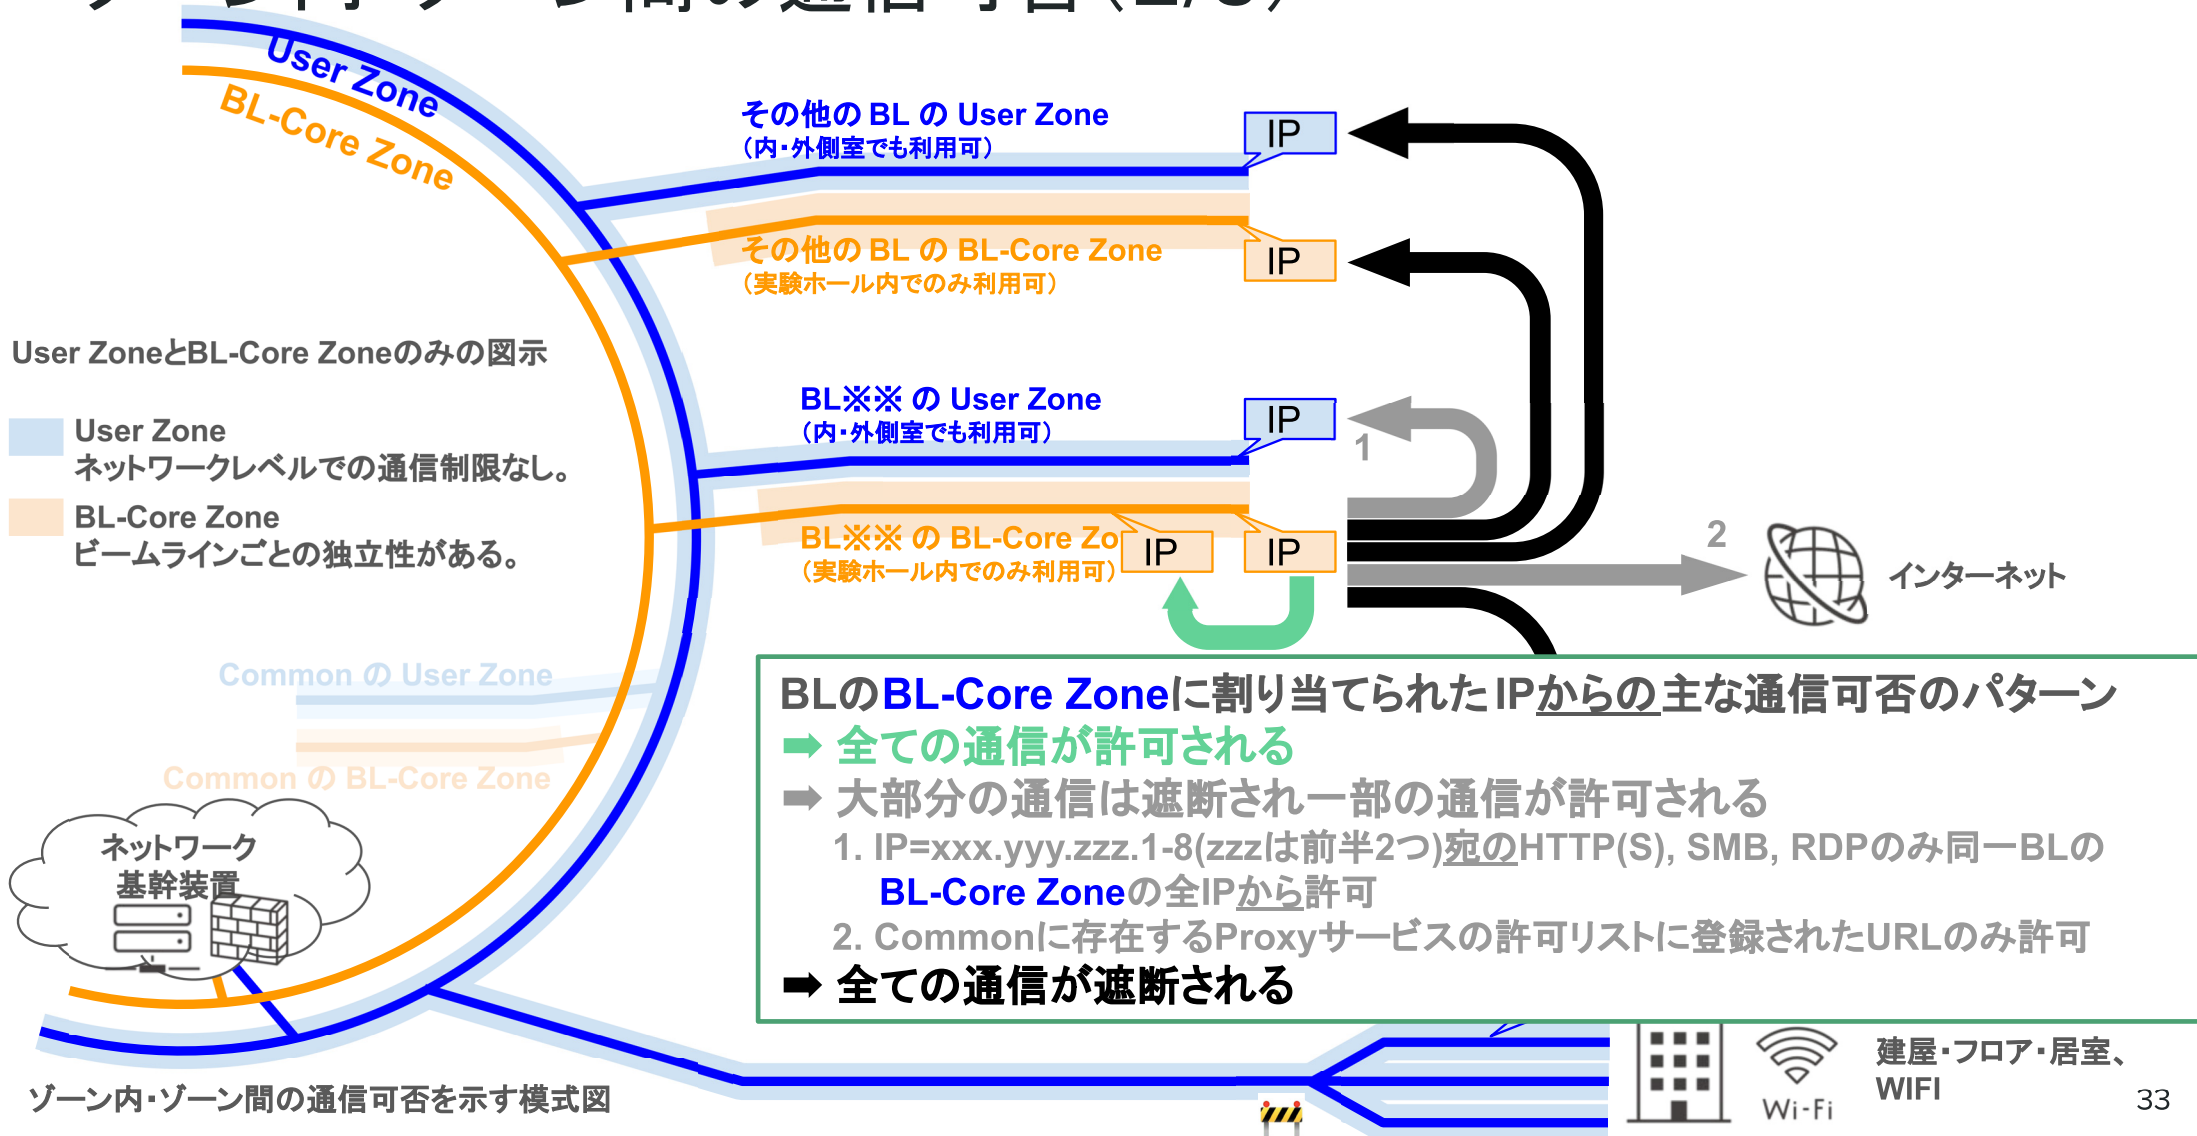 ゾーン内・ゾーン間の通信可否(2/3)
User Zone
BL-Core Zone
その他の BL の User Zone
(内・外側室でも利用可)
IP
その他の BL の BL-Core Zone
(実験ホール内でのみ利用可)
IP
User ZoneとBL-Core Zoneのみの図示
User Zone
ネットワークレベルでの通信制限なし。
BL-Core Zone
ビームラインごとの独立性がある。
BL※※ の User Zone
(内・外側室でも利用可)
IP
1
BL※※ の BL-Core Zo
(実験ホール内でのみ利用可)
IP
IP
2
インターネット
Common の User Zone
Common の BL-Core Zone
ネットワーク
基幹装置
BLのBL-Core Zoneに割り当てられたIPからの主な通信可否のパターン
➡ 全ての通信が許可される
➡ 大部分の通信は遮断され一部の通信が許可される
1. IP=xxx.yyy.zzz.1-8(zzzは前半2つ)宛のHTTP(S), SMB, RDPのみ同一BLの
BL-Core Zoneの全IPから許可
2. Commonに存在するProxyサービスの許可リストに登録されたURLのみ許可
➡ 全ての通信が遮断される
Wi-Fi
建屋・フロア・居室、
WIFI
ゾーン内・ゾーン間の通信可否を示す模式図
33